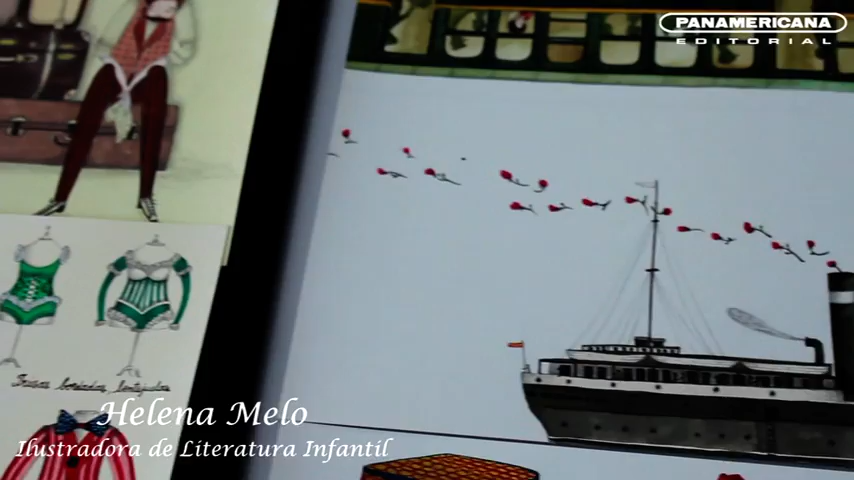 PANAMERICANA
EDITORIAL
Helena Melo
Ilustradora de Literatura Infantil